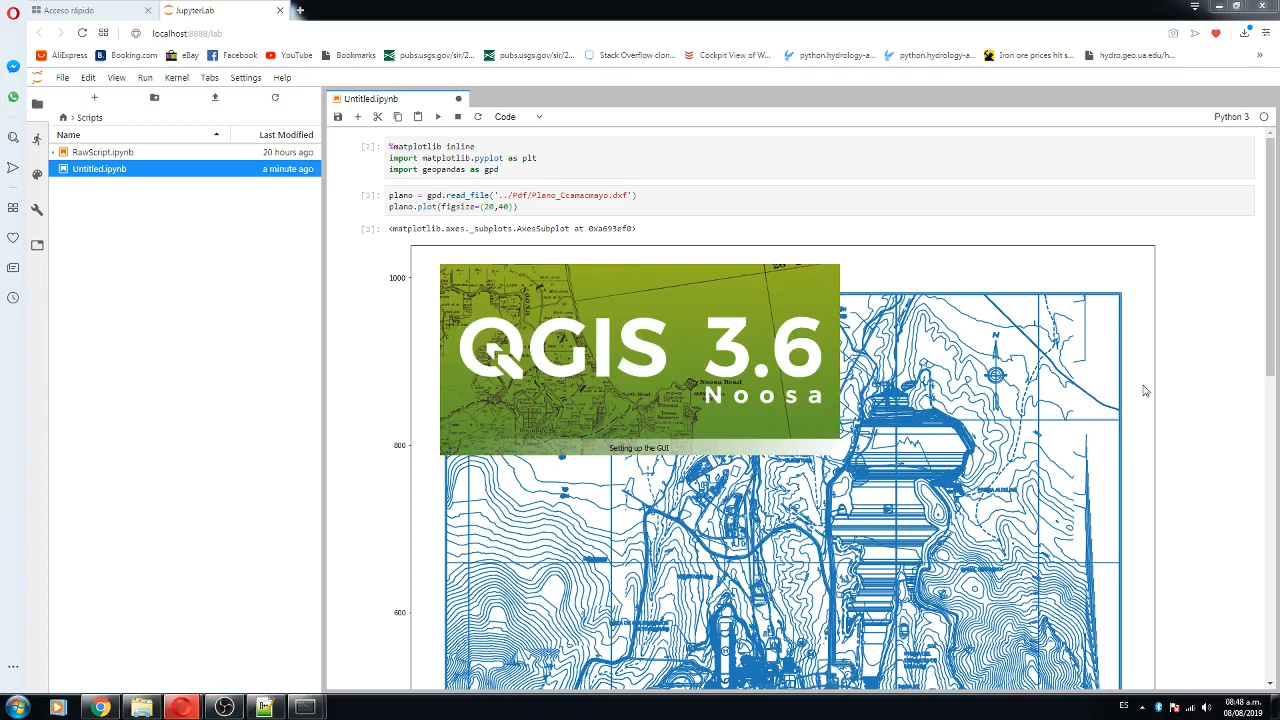 Acceso rápido
JupyterLab
localhost:8888/lab
AliExpress
Booking.com
eBay
Facebook
YouTube
Bookmarks
pubs.usgs.gov/sir/2...
pubs.usgs.gov/sir/2...
Stack Overflow clon...
Cuckpit View of W...
python.hydrology-a...
python.hydrology-a...
Iron ore prices hit s...
hydro.geo.ua.edu/h...
File Edit View Run Kernel Tabs Settings Help
Untitled.ipynb
Code
Python 3
Scripts
Name
Last Modified
RawScript.ipynb
20 hours ago
Untitled.ipynb
a minute ago
[2]:
%matplotlib inline
import matplotlib.pyplot as plt
import geopandas as gpd
[3]:
plano = gpd.read_file('../Pdf/Plano_Ccamacmayo.dxf')
plano.plot(figsize=(20,40))
[3]:
<matplotlib.axes._subplots.AxesSubplot at 0xa693ef0>
1000
800
600
QGIS 3.6
Noosa
Noosa Head
North Head
Setting up the GUI
N
ES
08:48 a.m.
08/08/2019